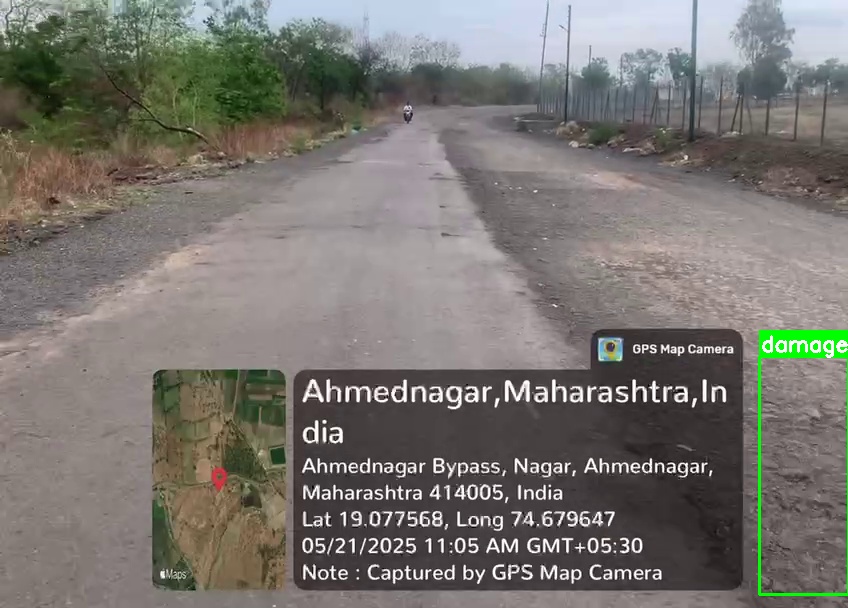 GPS Map Camera
damage
Ahmednagar,Maharashtra,In
dia
Ahmednagar Bypass, Nagar, Ahmednagar,
Maharashtra 414005, India
Lat 19.077568, Long 74.679647
05/21/2025 11:05 AM GMT+05:30
Note : Captured by GPS Map Camera
Maps